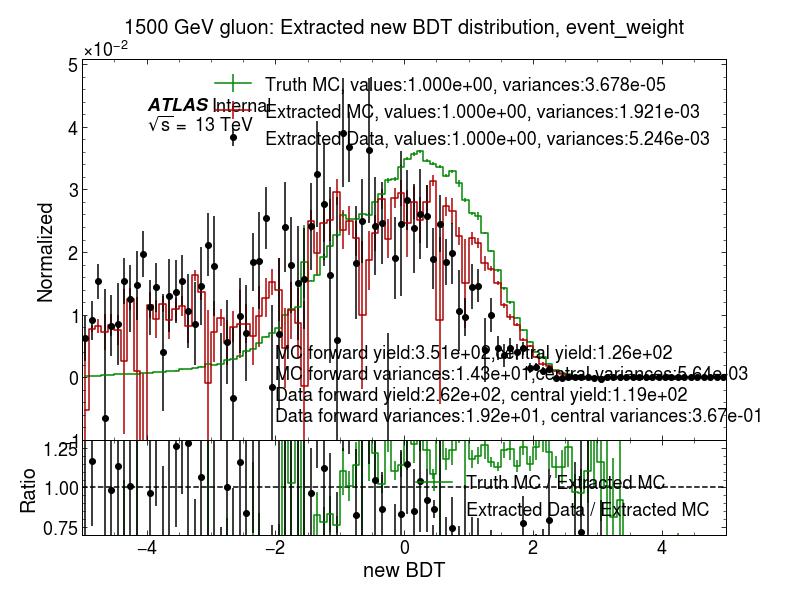 1500 GeV gluon: Extracted new BDT distribution, event_weight
×10⁻²
Truth MC, values:1.000e+00, variances:3.678e-05
ATLAS Internal
Extracted MC, values:1.000e+00, variances:1.921e-03
√s = 13 TeV
Extracted Data, values:1.000e+00, variances:5.246e-03
5
4
3
2
1
0
Normalized
MC forward yield:3.51e+02,central yield:1.26e+02
MC forward variances:1.43e+01,central variances:5.64e-03
Data forward yield:2.62e+02, central yield:1.19e+02
Data forward variances:1.92e+01, central variances:3.67e-01
1.25
1.00
0.75
Ratio
Truth MC / Extracted MC
Extracted Data / Extracted MC
−4 −2 0 2 4
new BDT